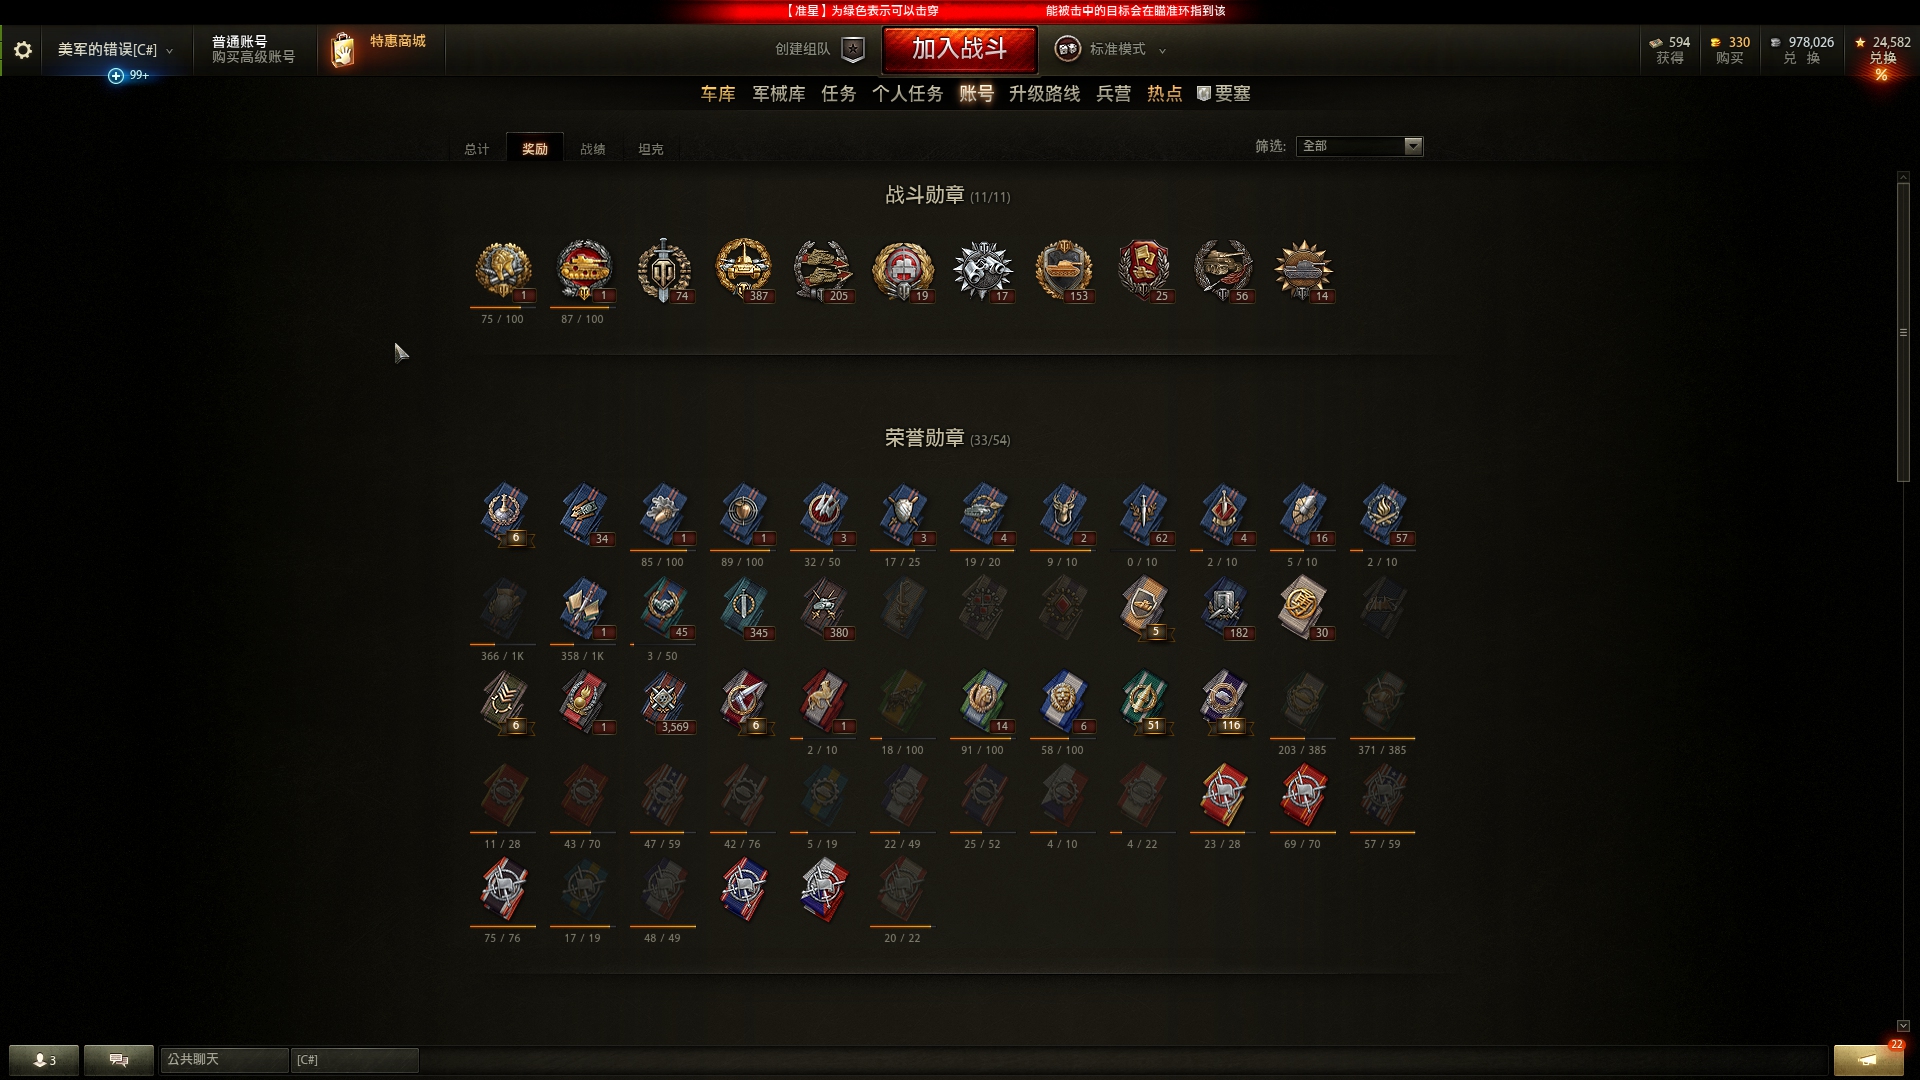 【准星】为绿色表示可以击穿 能被击中的目标会在瞄准环指到该
美军的错误[C#]
99+
普通账号
购买高级账号
特惠商城
创建组队
加入战斗
标准模式
594
获得
330
购买
978,026
兑 换
24,582
兑换
%
车库 军械库 任务 个人任务 账号 升级路线 兵营 热点 要塞
总计 奖励 战绩 坦克
筛选: 全部
战斗勋章 (11/11)
1 1 74 387 205 19 17 153 25 56 14
75 / 100 87 / 100
荣誉勋章 (33/54)
6 34 1 1 3 3 4 2 62 4 16 57
85 / 100 89 / 100 32 / 50 17 / 25 19 / 20 9 / 10 0 / 10 2 / 10 5 / 10 2 / 10
1 45 345 380 5 182 30
366 / 1K 358 / 1K 3 / 50
6 1 3,569 6 1 14 6 51 116
2 / 10 18 / 100 91 / 100 58 / 100 203 / 385 371 / 385
11 / 28 43 / 70 47 / 59 42 / 76 5 / 19 22 / 49 25 / 52 4 / 10 4 / 22 23 / 28 69 / 70 57 / 59
75 / 76 17 / 19 48 / 49 20 / 22
3
公共聊天
[C#]
22